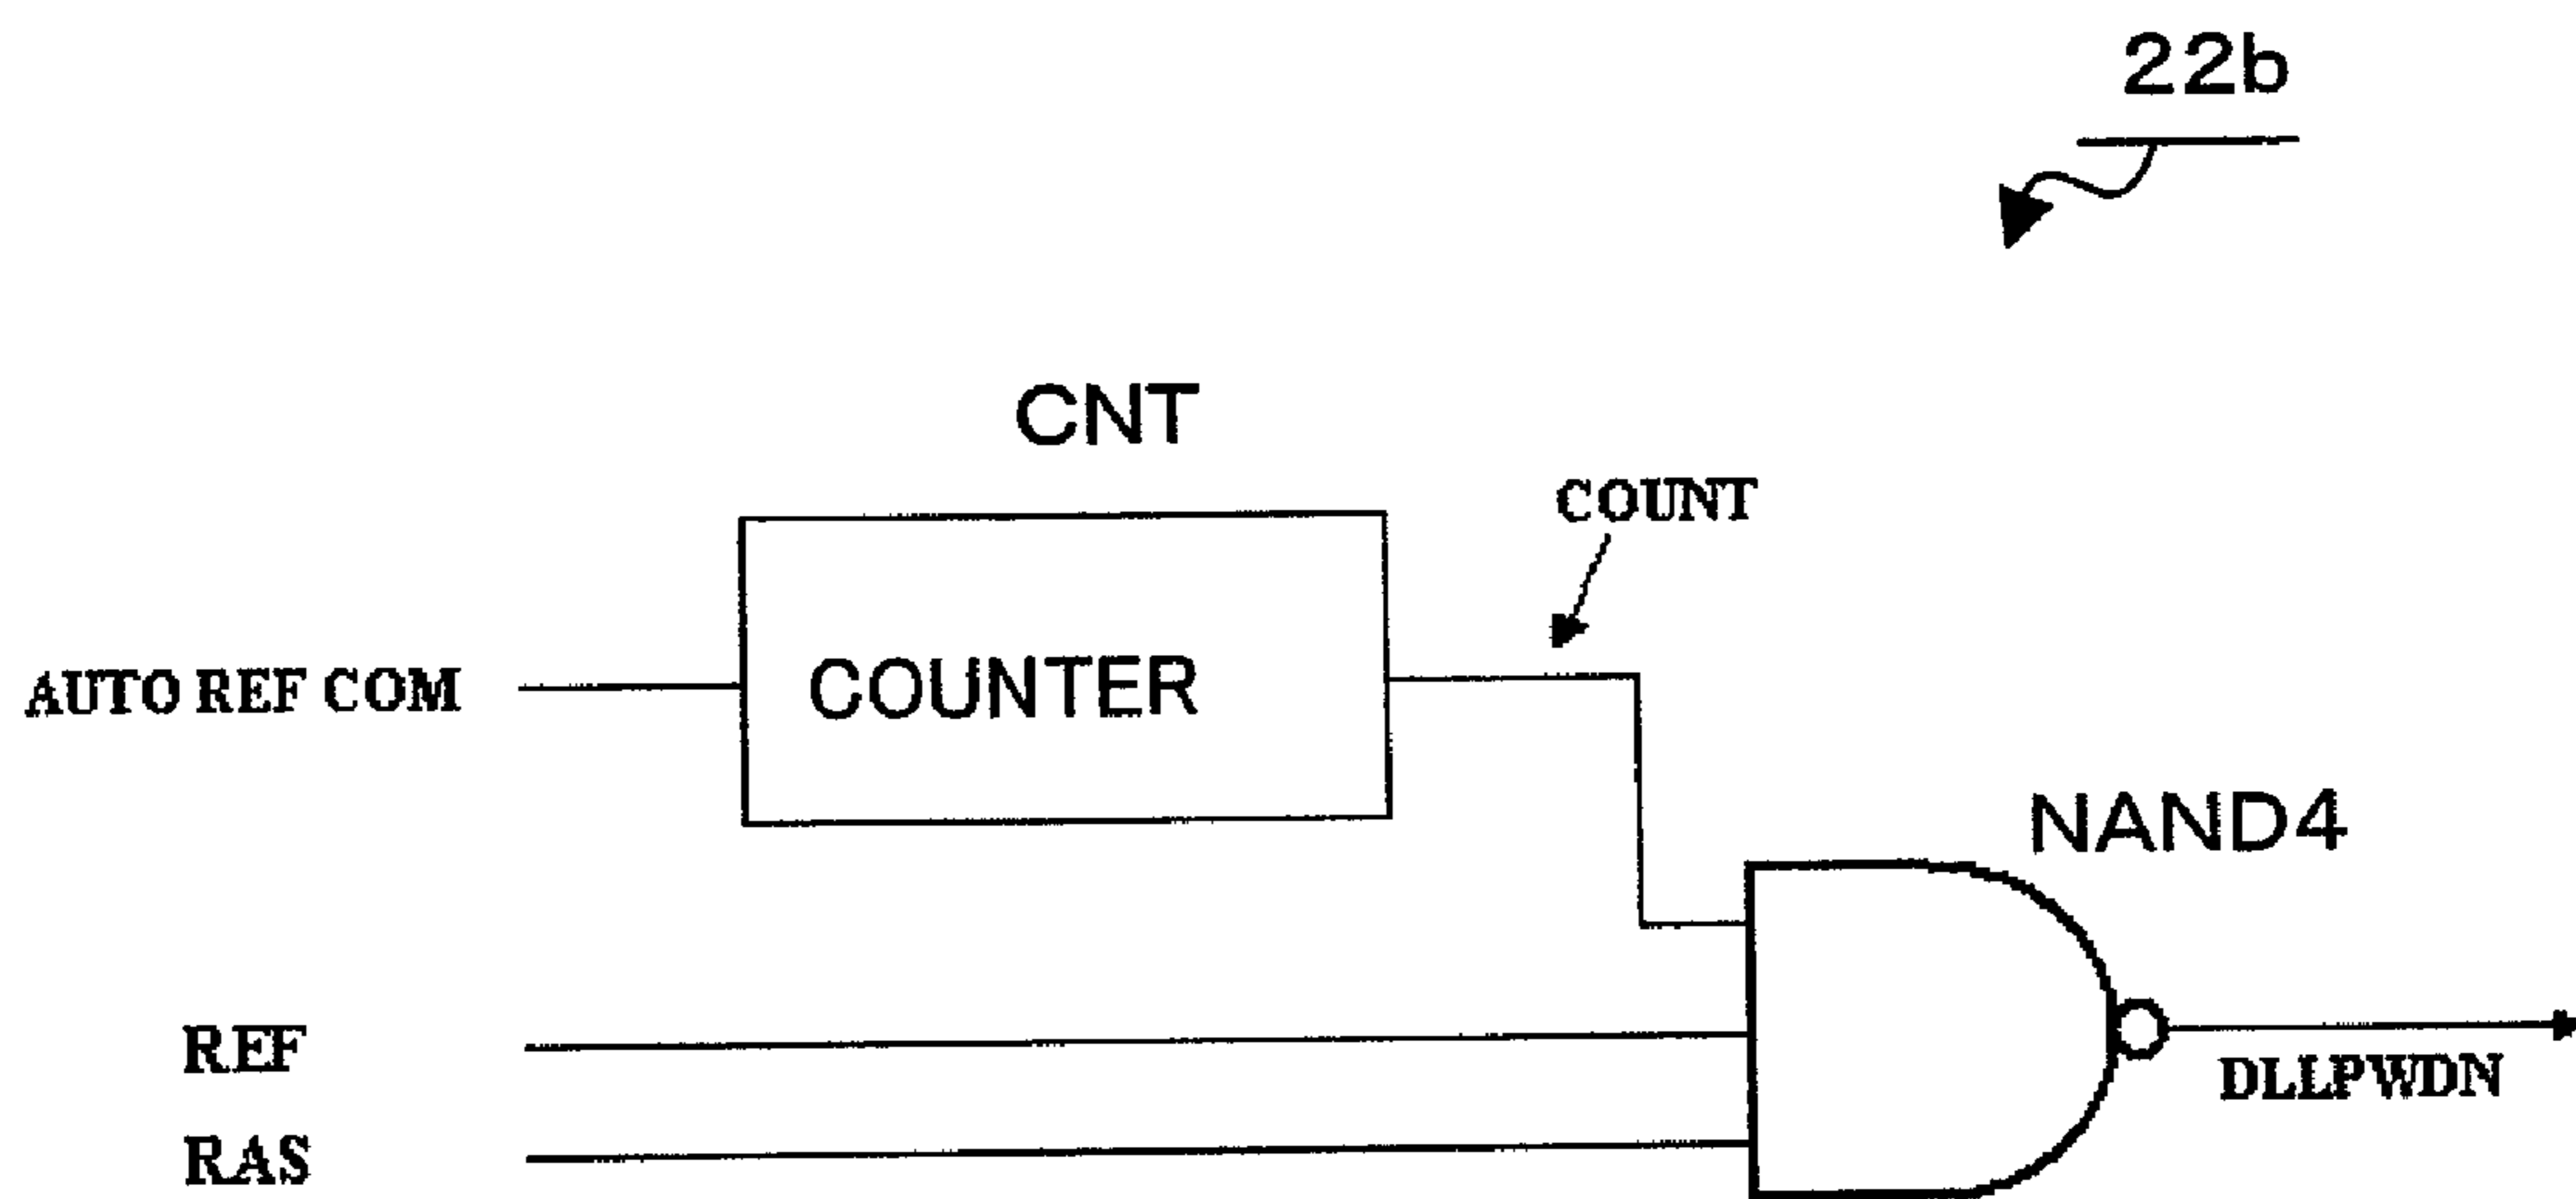 22b
CNT
COUNT
AUTO REF COM
COUNTER
NAND4
REF
DLLPWDN
RAS